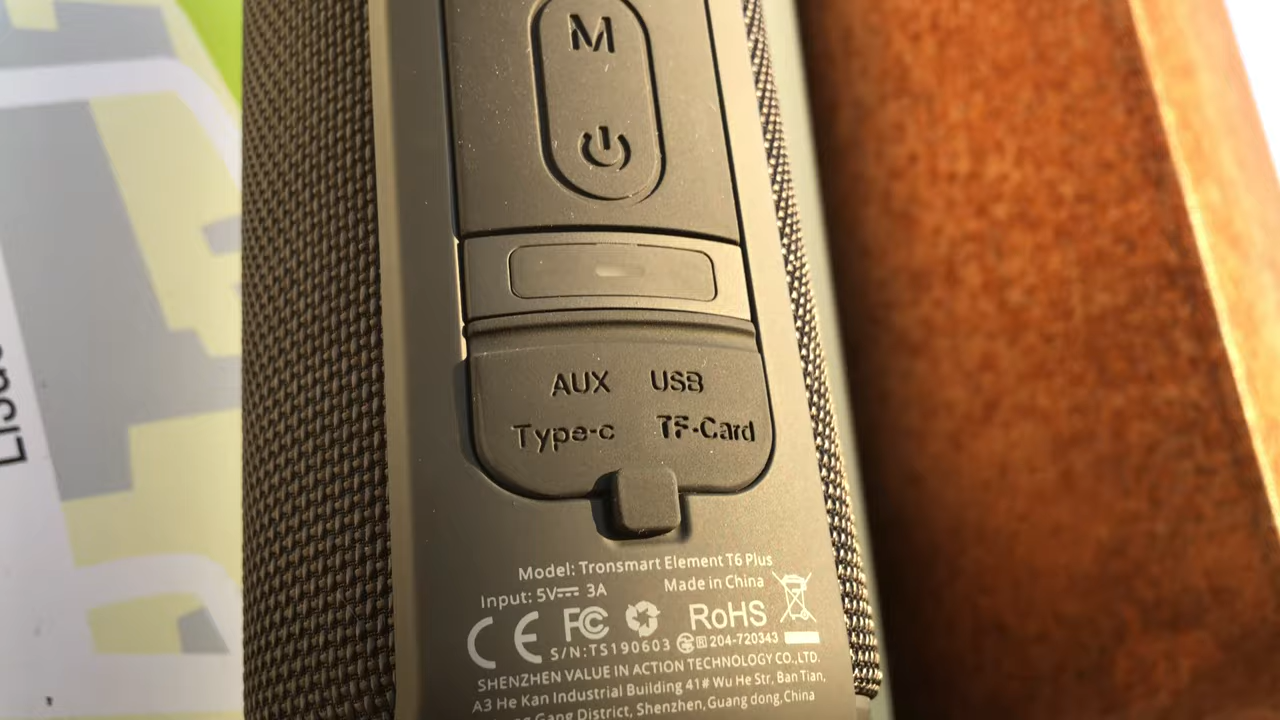 M
AUX USB
Type-c TF-Card
Model: Tronsmart Element T6 Plus
Input: 5V⎓ 3A Made in China
CE FC RoHS
S/N:TS190603 204-720343
SHENZHEN VALUE IN ACTION TECHNOLOGY CO.,LTD.
A3 He Kan Industrial Building 41# Wu He Str, Ban Tian,
Gang District, Shenzhen,Guang dong,China